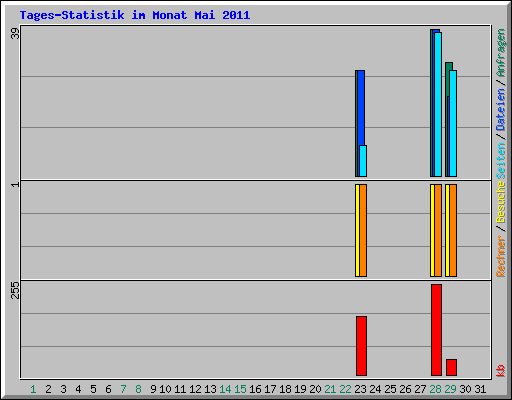 Tages-Statistik im Monat Mai 2011
39
1
255
Anfragen / Dateien / Seiten
Besuche / Rechner
kb
1 2 3 4 5 6 7 8 9 10 11 12 13 14 15 16 17 18 19 20 21 22 23 24 25 26 27 28 29 30 31